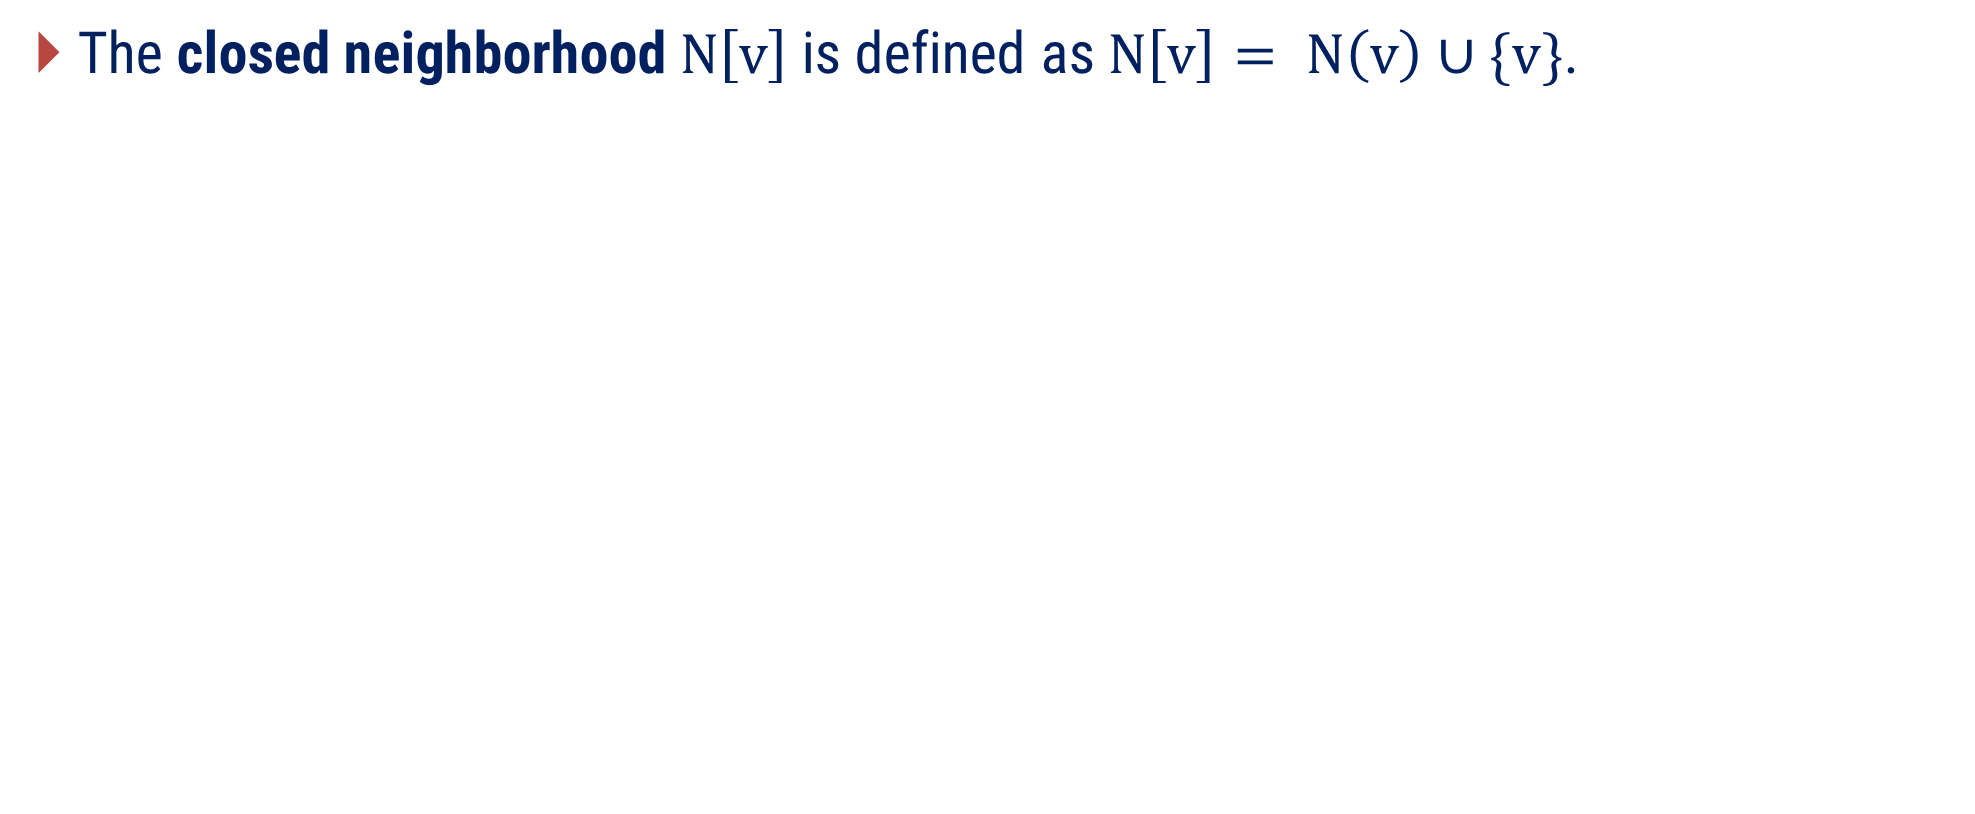 The closed neighborhood N[v] is defined as N[v] = N(v) ∪ {v}.